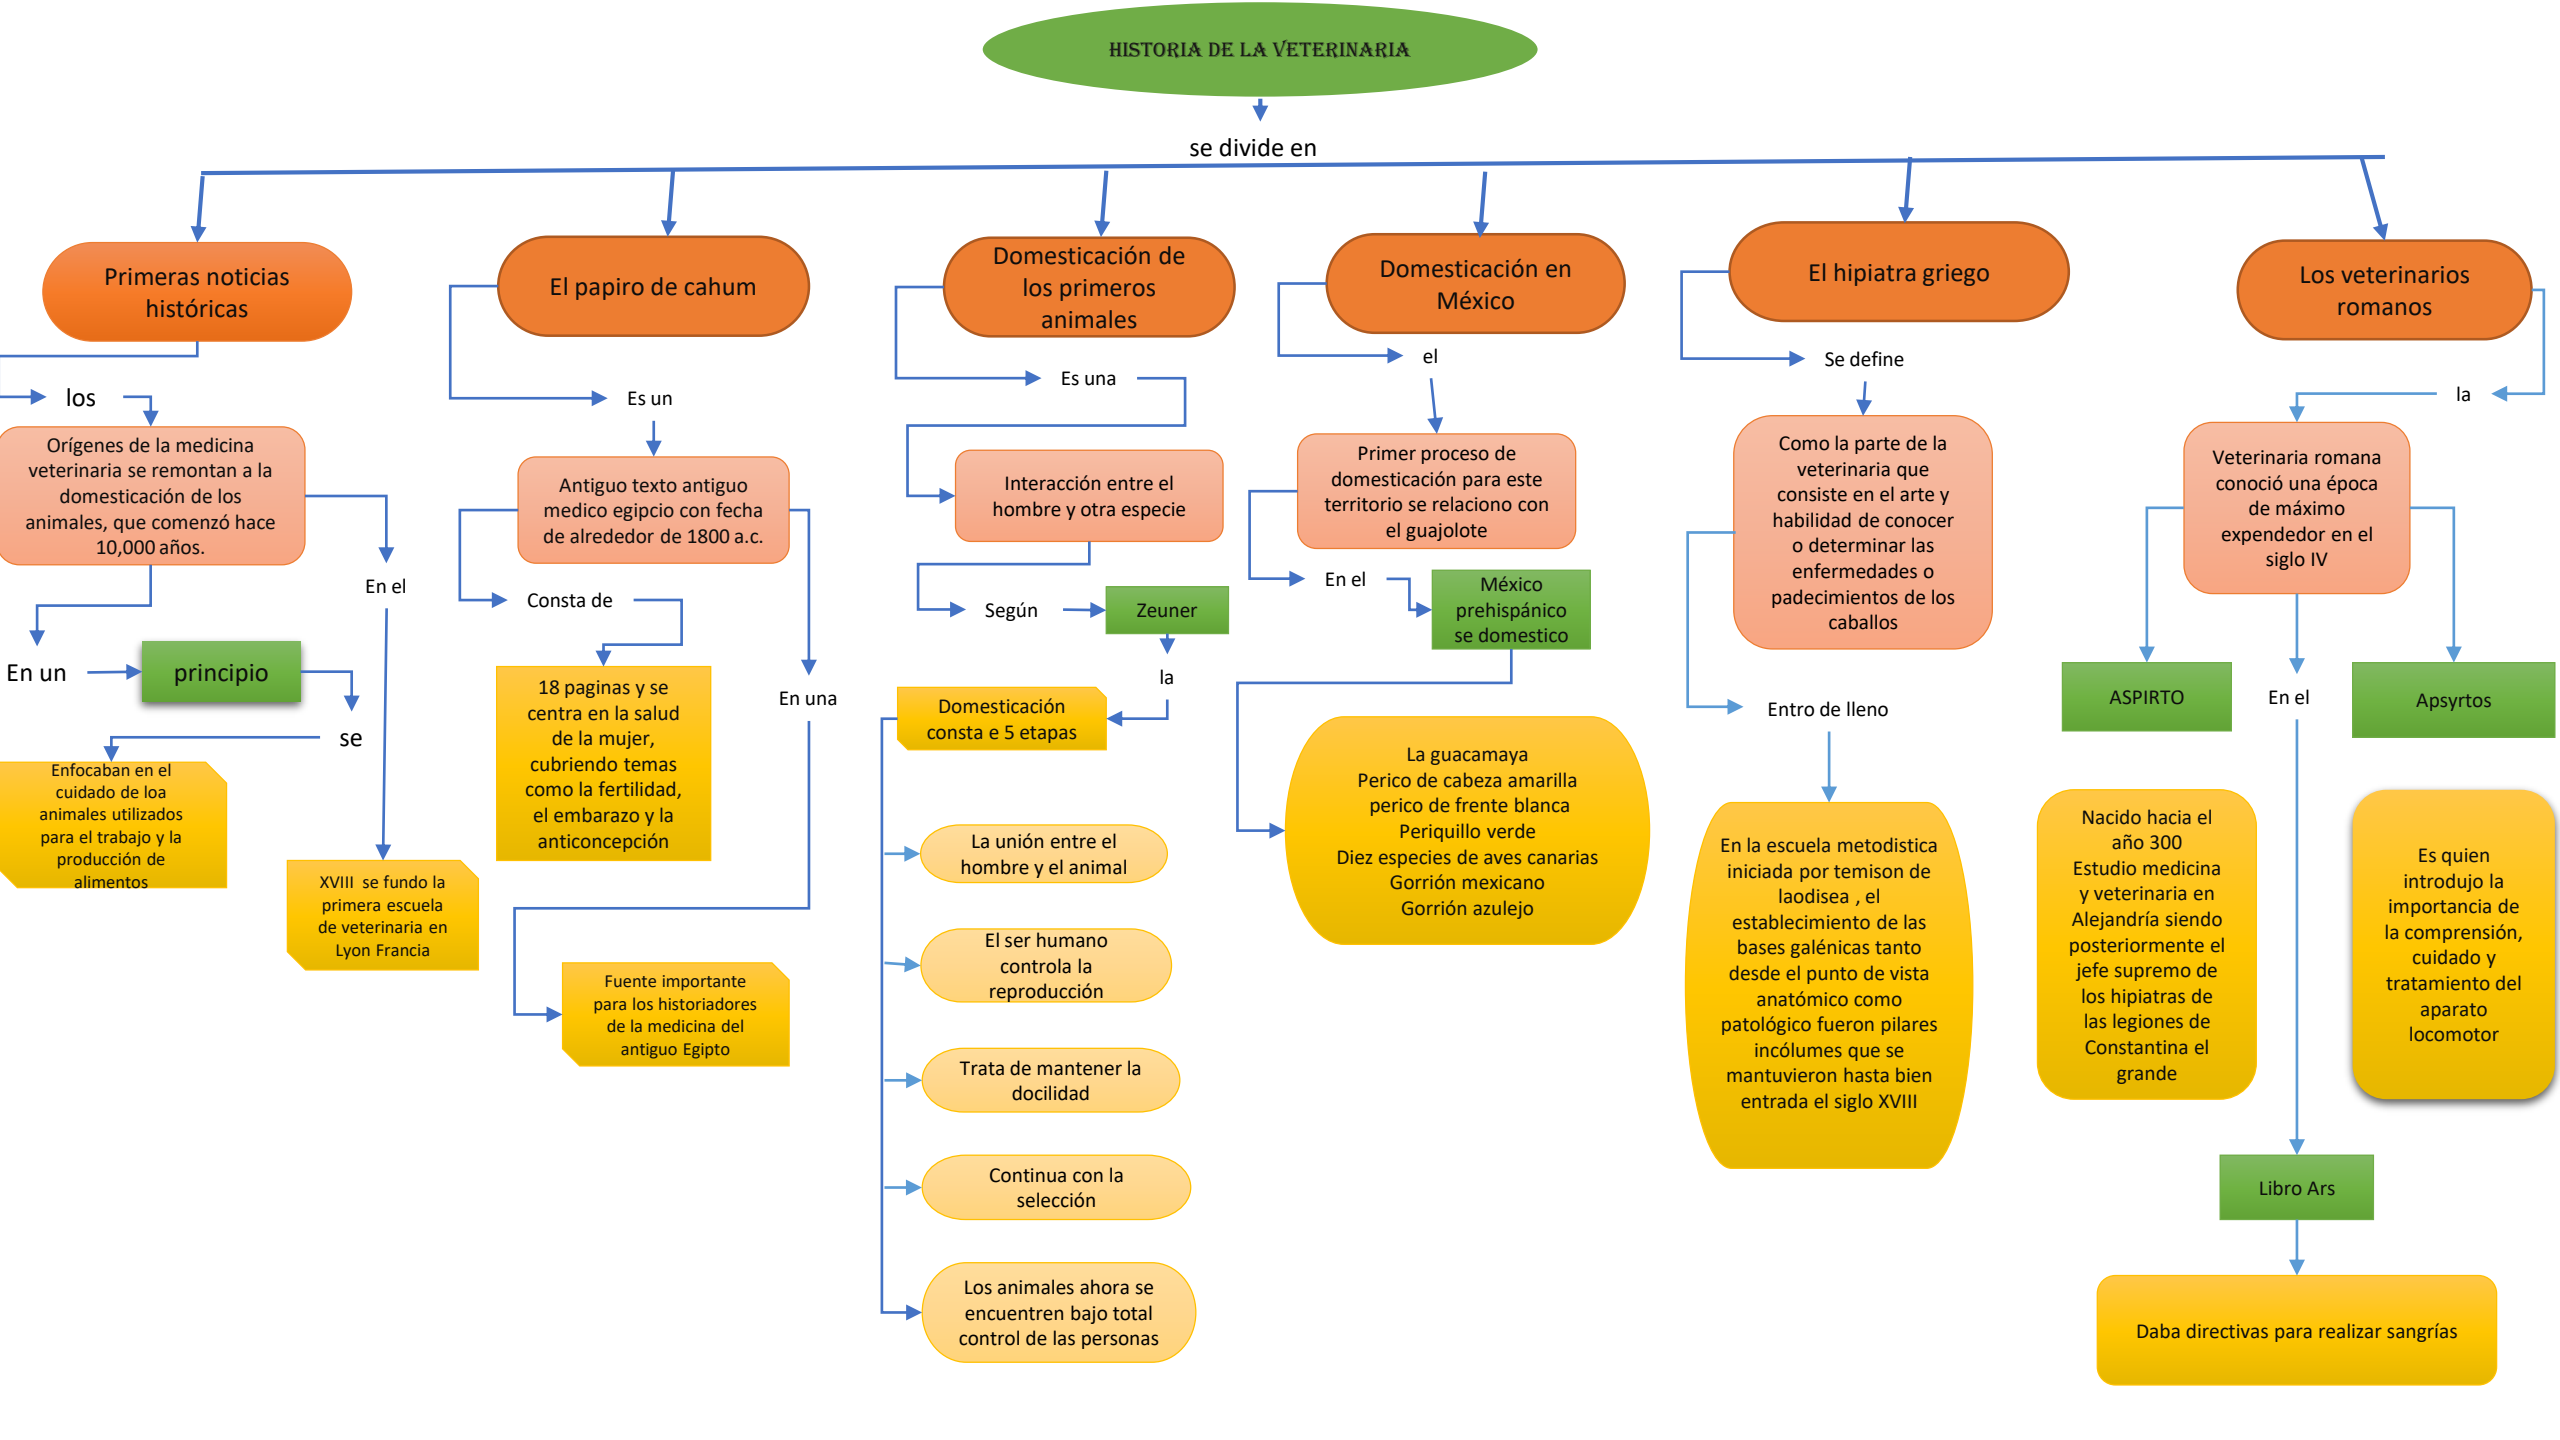 HISTORIA DE LA VETERINARIA
se divide en
Primeras noticias
históricas
los
Orígenes de la medicina
veterinaria se remontan a la
domesticación de los
animales, que comenzó hace
10,000 años.
En un
principio
se
Enfocaban en el
cuidado de loa
animales utilizados
para el trabajo y la
producción de
alimentos
En el
XVIII se fundo la
primera escuela
de veterinaria en
Lyon Francia
El papiro de cahum
Es un
Antiguo texto antiguo
medico egipcio con fecha
de alrededor de 1800 a.c.
Consta de
18 paginas y se
centra en la salud
de la mujer,
cubriendo temas
como la fertilidad,
el embarazo y la
anticoncepción
En una
Fuente importante
para los historiadores
de la medicina del
antiguo Egipto
Domesticación de
los primeros
animales
Es una
Interacción entre el
hombre y otra especie
Según
Zeuner
la
Domesticación
consta e 5 etapas
La unión entre el
hombre y el animal
El ser humano
controla la
reproducción
Trata de mantener la
docilidad
Continua con la
selección
Los animales ahora se
encuentren bajo total
control de las personas
Domesticación en
México
el
Primer proceso de
domesticación para este
territorio se relaciono con
el guajolote
En el
México
prehispánico
se domestico
La guacamaya
Perico de cabeza amarilla
perico de frente blanca
Periquillo verde
Diez especies de aves canarias
Gorrión mexicano
Gorrión azulejo
El hipiatra griego
Se define
Como la parte de la
veterinaria que
consiste en el arte y
habilidad de conocer
o determinar las
enfermedades o
padecimientos de los
caballos
Entro de lleno
En la escuela metodistica
iniciada por temison de
laodisea , el
establecimiento de las
bases galénicas tanto
desde el punto de vista
anatómico como
patológico fueron pilares
incólumes que se
mantuvieron hasta bien
entrada el siglo XVIII
Los veterinarios
romanos
la
Veterinaria romana
conoció una época
de máximo
expendedor en el
siglo IV
ASPIRTO
Nacido hacia el
año 300
Estudio medicina
y veterinaria en
Alejandría siendo
posteriormente el
jefe supremo de
los hipiatras de
las legiones de
Constantina el
grande
En el
Libro Ars
Daba directivas para realizar sangrías
Apsyrtos
Es quien
introdujo la
importancia de
la comprensión,
cuidado y
tratamiento del
aparato
locomotor